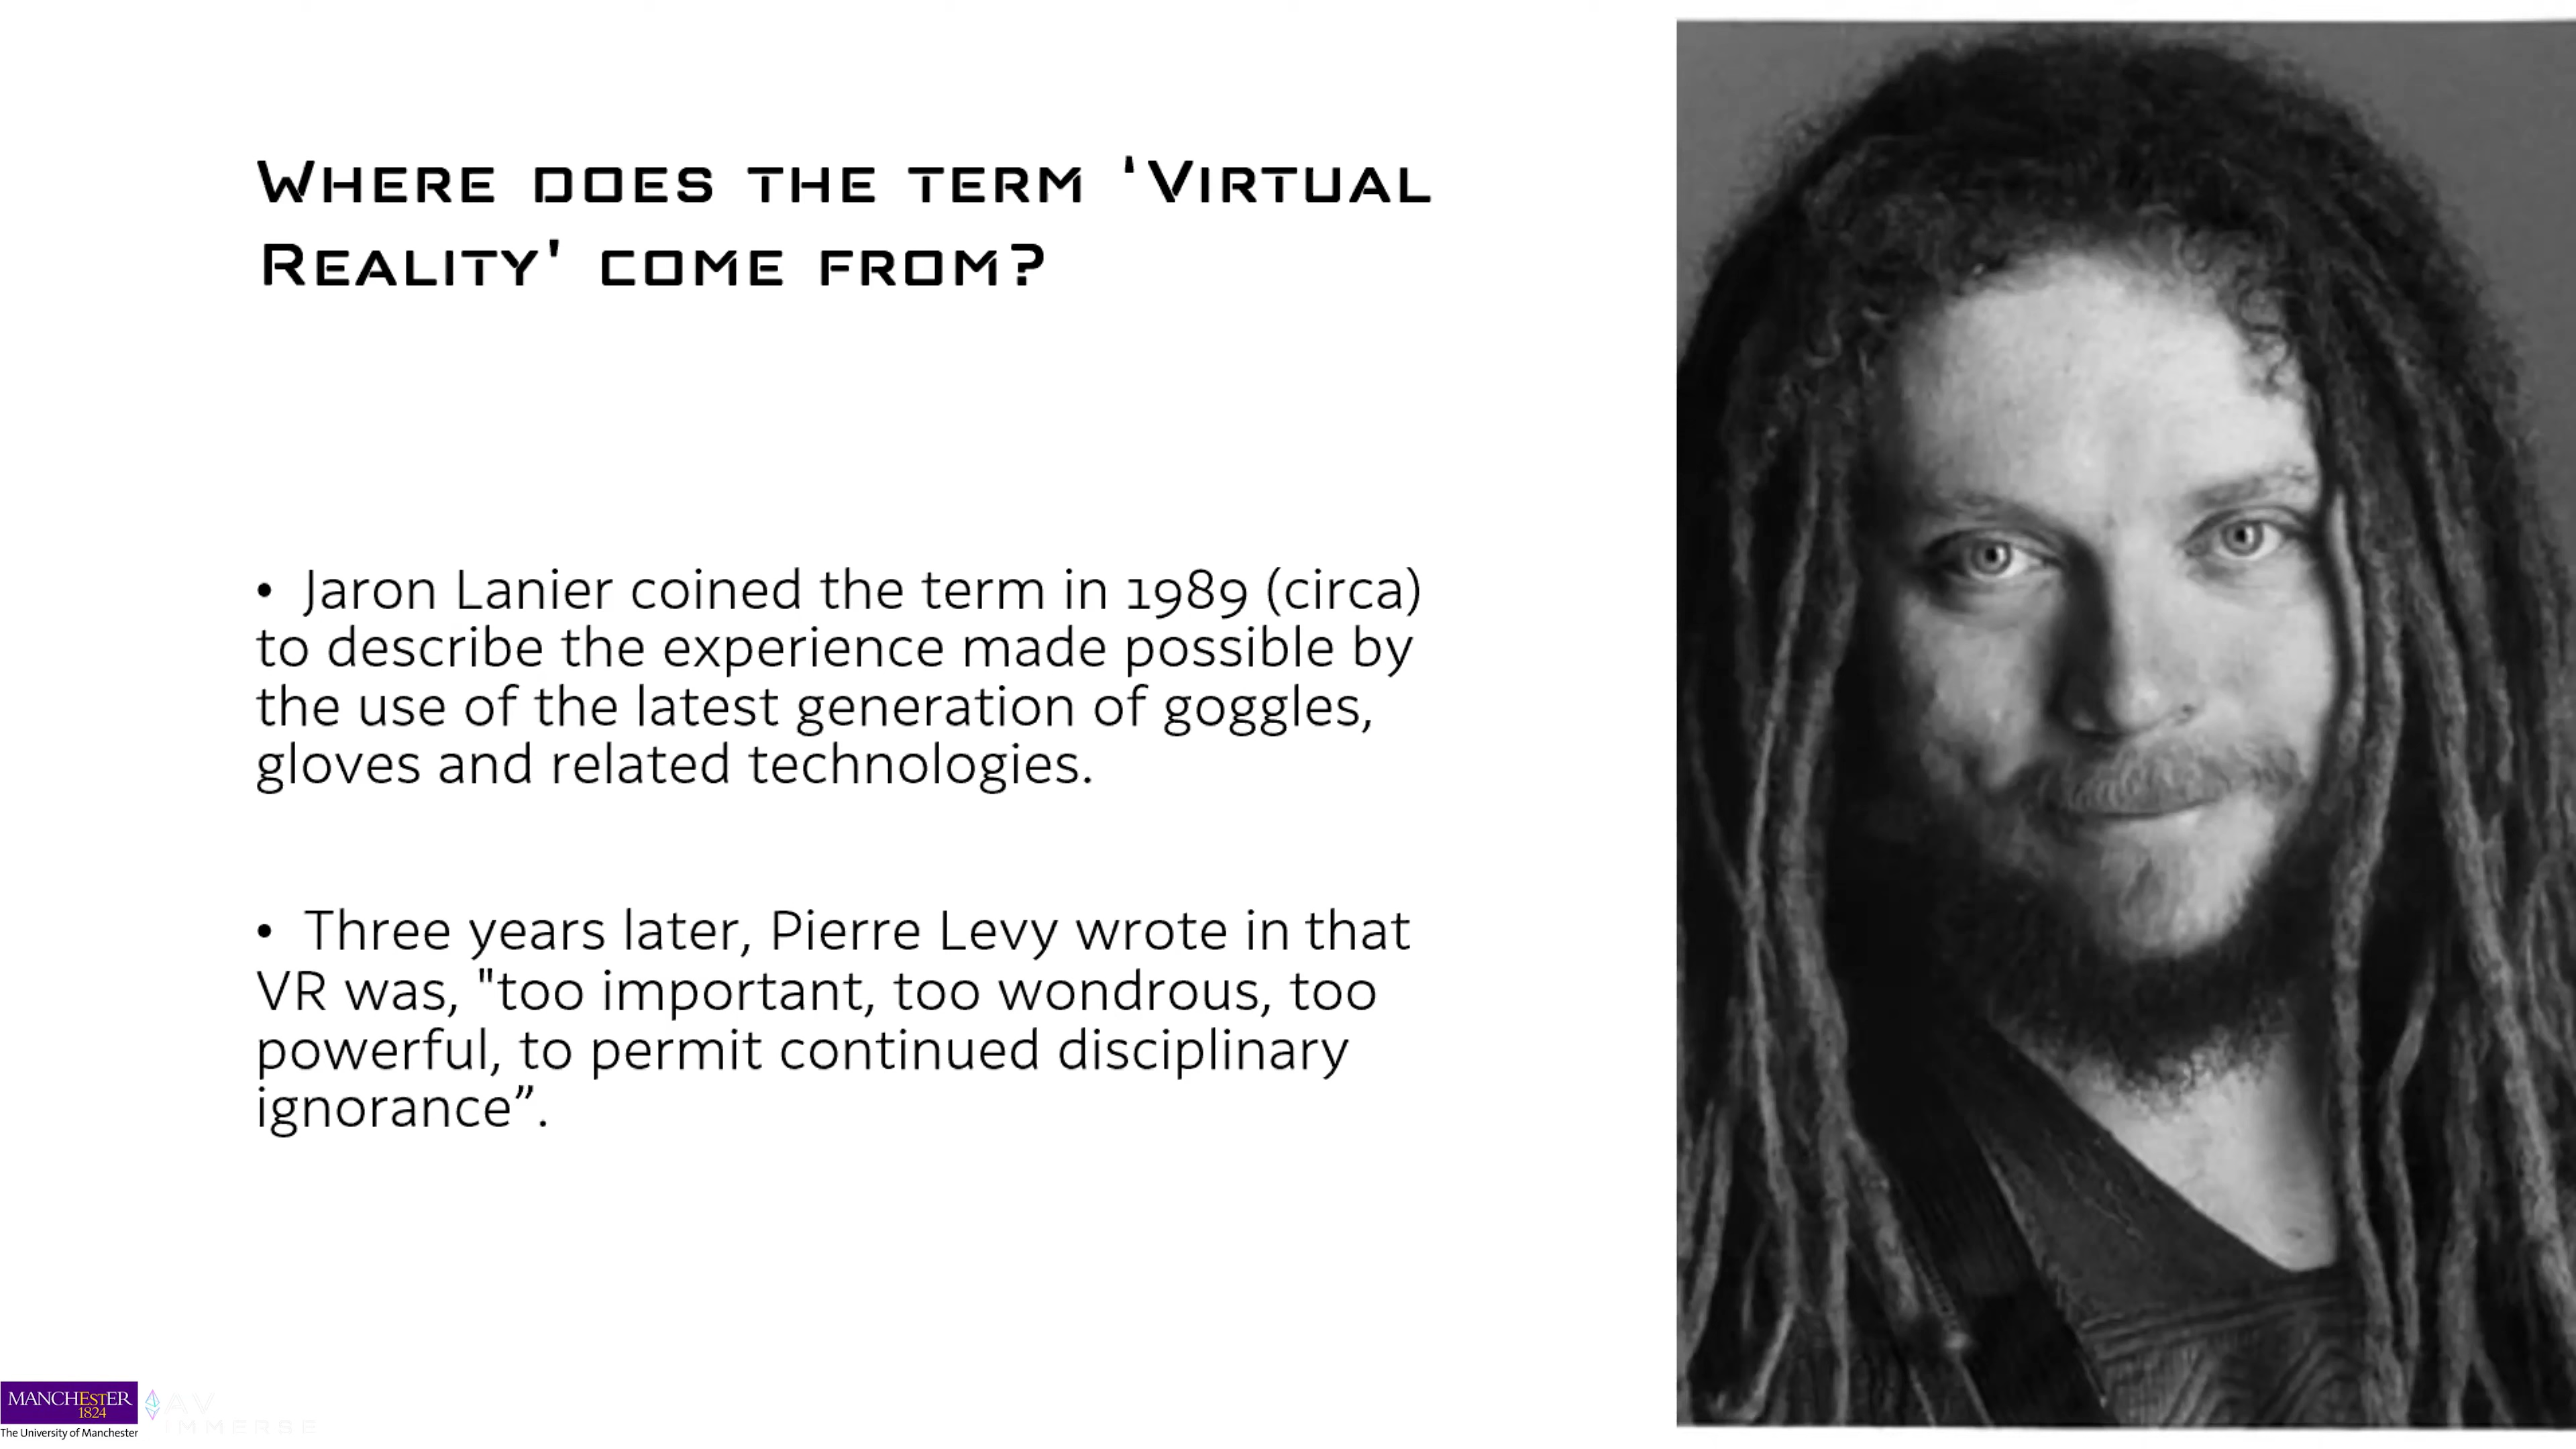 Where does the term 'Virtual
Reality' come from?
• Jaron Lanier coined the term in 1989 (circa)
to describe the experience made possible by
the use of the latest generation of goggles,
gloves and related technologies.
• Three years later, Pierre Levy wrote in that
VR was, "too important, too wondrous, too
powerful, to permit continued disciplinary
ignorance”.
MANCHESTER
1824
The University of Manchester
AV
IMMERSE